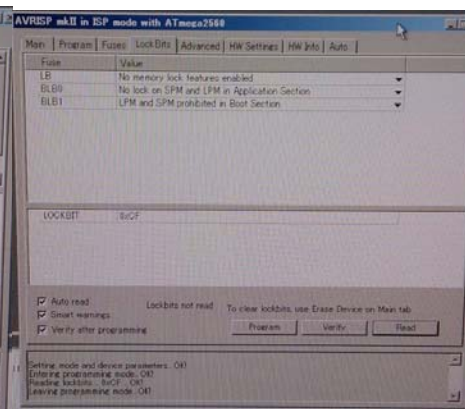 AVRISP mkII in ISP mode with ATmega2560
Main Program Fuses LockBits Advanced HW Settings HW Info Auto
Fuse Value
LB No memory lock features enabled
BLB0 No lock on SPM and LPM in Application Section
BLB1 LPM and SPM prohibited in Boot Section
LOCKBIT 0xCF
Auto read
Smart warnings
Verify after programming
Lockbits not read
To clear lockbits, use Erase Device on Main tab
Program Verify Read
Setting mode and device parameters.. OK!
Entering programming mode.. OK!
Reading lockbits .. 0xCF .. OK!
Leaving programming mode.. OK!